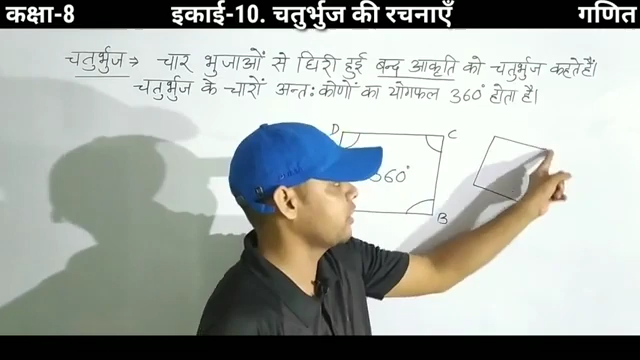 कक्षा-8 इकाई-10. चतुर्भुज की रचनाएँ गणित
चतुर्भुज ⇒ चार भुजाओं से घिरी हुई बन्द आकृति को चतुर्भुज कहते हैं।
चतुर्भुज के चारों अन्त: कोणों का योगफल 360° होता है।
D C
360°
B